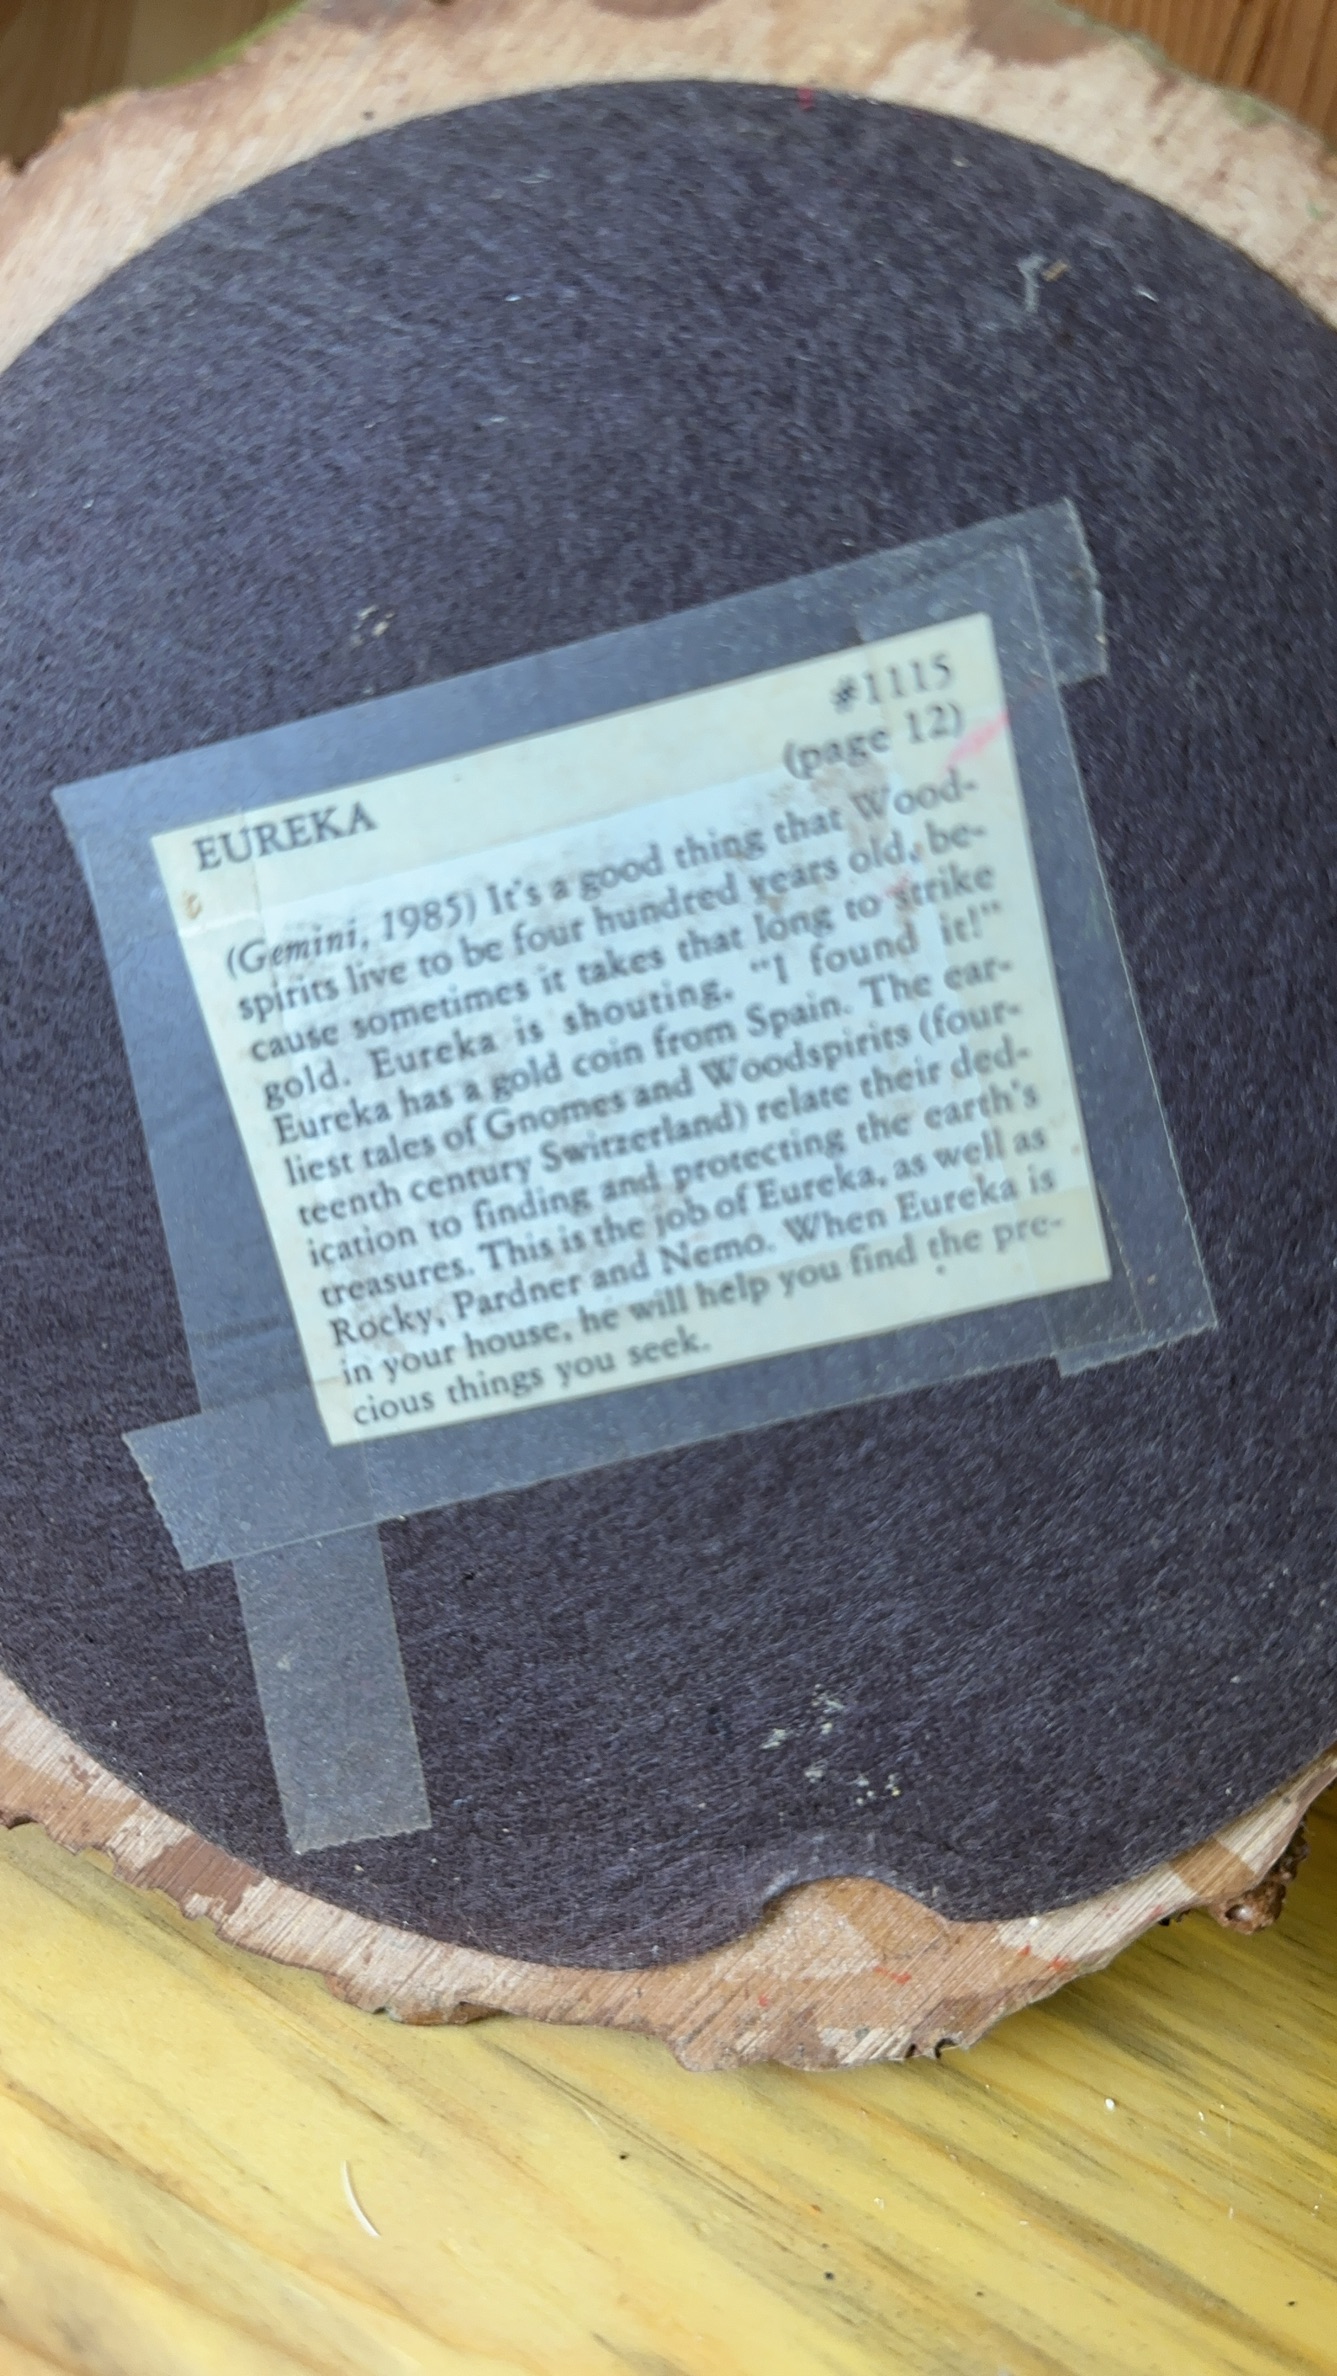 #1115
(page 12)
EUREKA
(Gemini, 1985) It's a good thing that Wood-
spirits live to be four hundred years old, be-
cause sometimes it takes that long to strike
gold. Eureka is shouting, "I found it!"
Eureka has a gold coin from Spain. The ear-
liest tales of Gnomes and Woodspirits (four-
teenth century Switzerland) relate their ded-
ication to finding and protecting the earth's
treasures. This is the job of Eureka, as well as
Rocky, Pardner and Nemo. When Eureka is
in your house, he will help you find the pre-
cious things you seek.